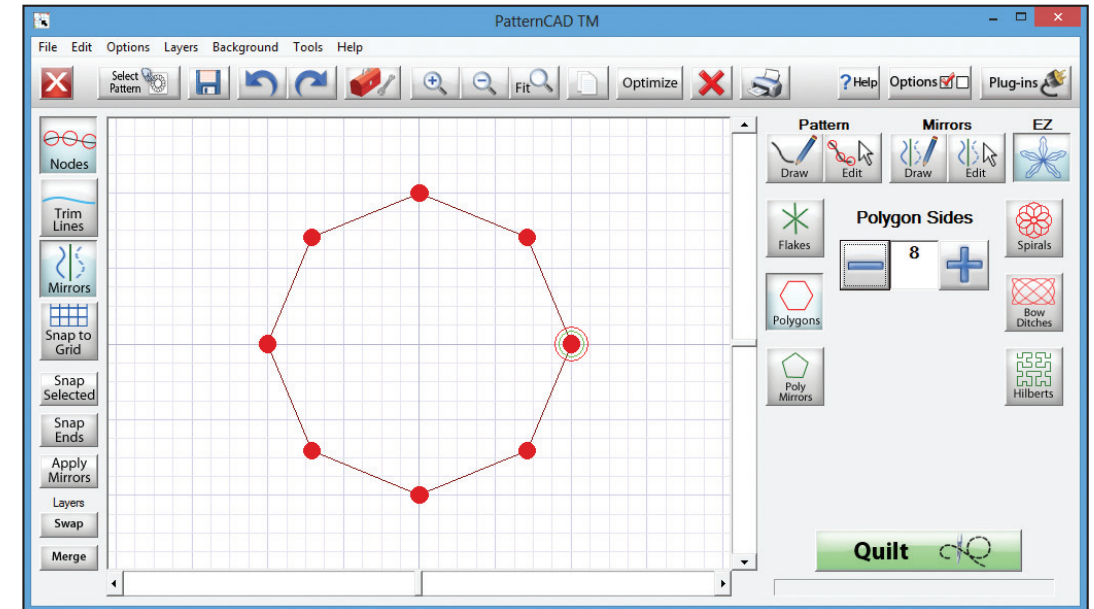 PatternCAD TM
File Edit Options Layers Background Tools Help
Select
Pattern
Fit
Optimize
? Help
Options
Plug-ins
Nodes
Trim
Lines
Mirrors
Snap to
Grid
Snap
Selected
Snap
Ends
Apply
Mirrors
Layers
Swap
Merge
Pattern Mirrors EZ
Draw Edit Draw Edit
Flakes
Polygon Sides
8
Spirals
Polygons
Bow
Ditches
Poly
Mirrors
Hilberts
Quilt